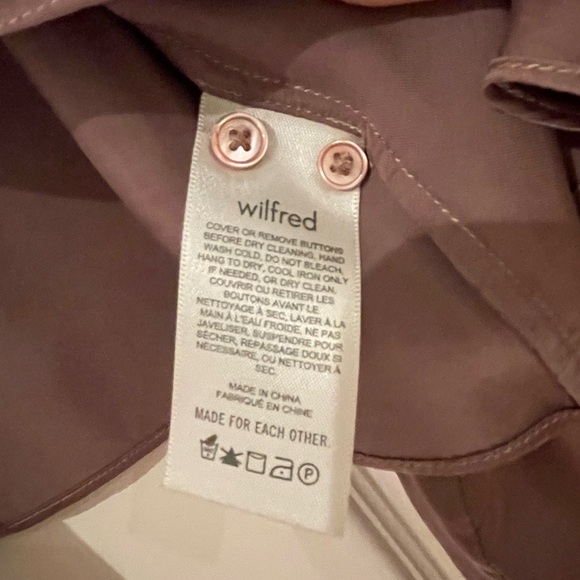 wilfred
COVER OR REMOVE BUTTONS
BEFORE DRY CLEANING, HAND
WASH COLD, DO NOT BLEACH,
HANG TO DRY, COOL IRON ONLY
IF NEEDED, OR DRY CLEAN.
COUVRIR OU RETIRER LES
BOUTONS AVANT LE
NETTOYAGE À SEC, LAVER À LA
MAIN À L'EAU FROIDE, NE PAS
JAVELISER, SUSPENDRE POUR
SÉCHER, REPASSAGE DOUX SI
NÉCESSAIRE, OU NETTOYER À
SEC.
MADE IN CHINA
FABRIQUÉ EN CHINE
MADE FOR EACH OTHER.
P